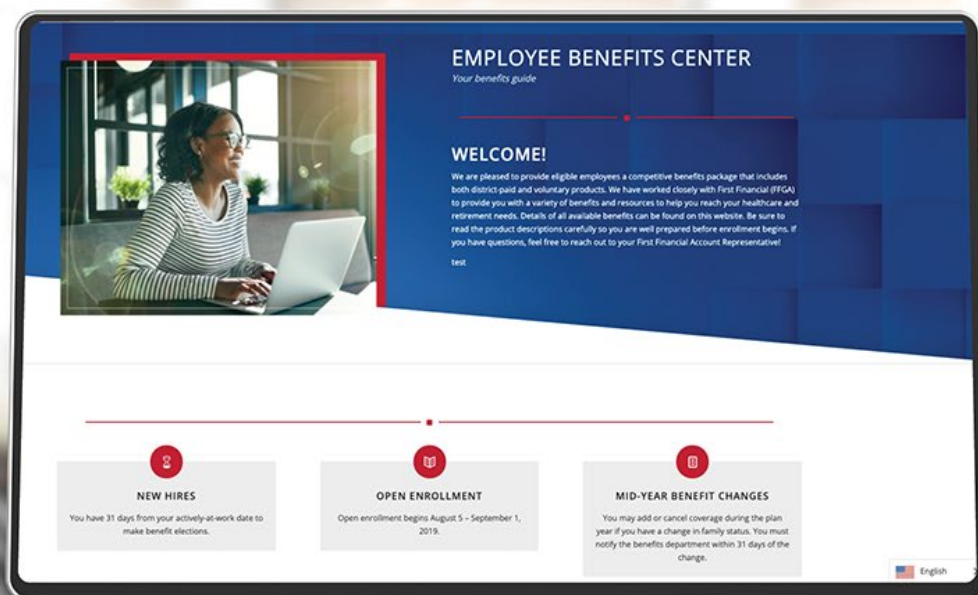 EMPLOYEE BENEFITS CENTER
Your benefits guide
WELCOME!
We are pleased to provide eligible employees a competitive benefits package that includes
both district-paid and voluntary products. We have worked closely with First Financial (FFGA)
to provide you with a variety of benefits and resources to help you reach your healthcare and
retirement needs. Details of all available benefits can be found on this website. Be sure to
read the product descriptions carefully so you are well prepared before enrollment begins. If
you have questions, feel free to reach out to your First Financial Account Representative!
test
NEW HIRES
You have 31 days from your actively-at-work date to
make benefit elections.
OPEN ENROLLMENT
Open enrollment begins August 5 – September 1,
2019.
MID-YEAR BENEFIT CHANGES
You may add or cancel coverage during the plan
year if you have a change in family status. You must
notify the benefits department within 31 days of the
change.
English